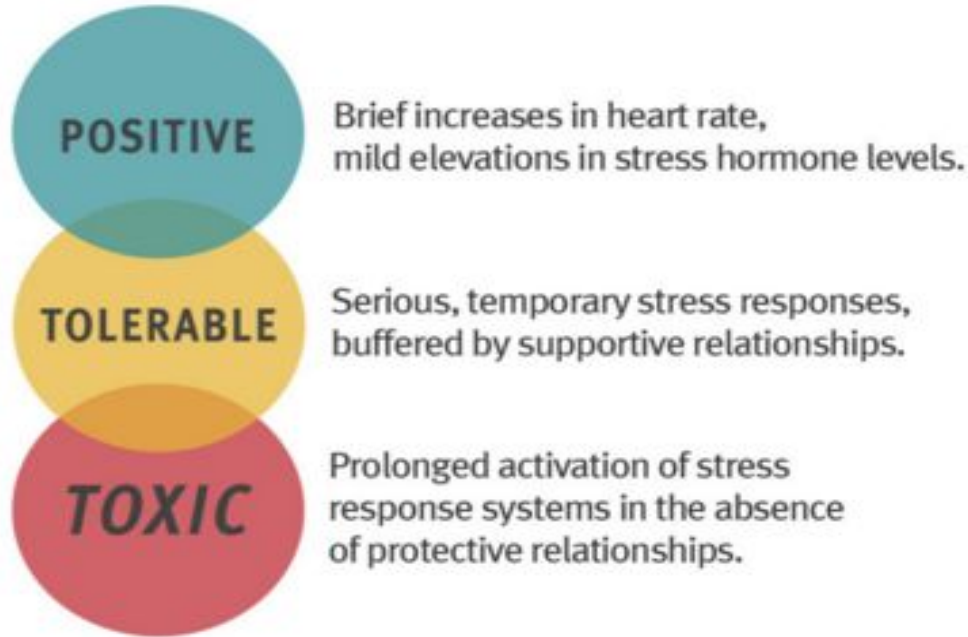 POSITIVE
Brief increases in heart rate,
mild elevations in stress hormone levels.
TOLERABLE
Serious, temporary stress responses,
buffered by supportive relationships.
TOXIC
Prolonged activation of stress
response systems in the absence
of protective relationships.